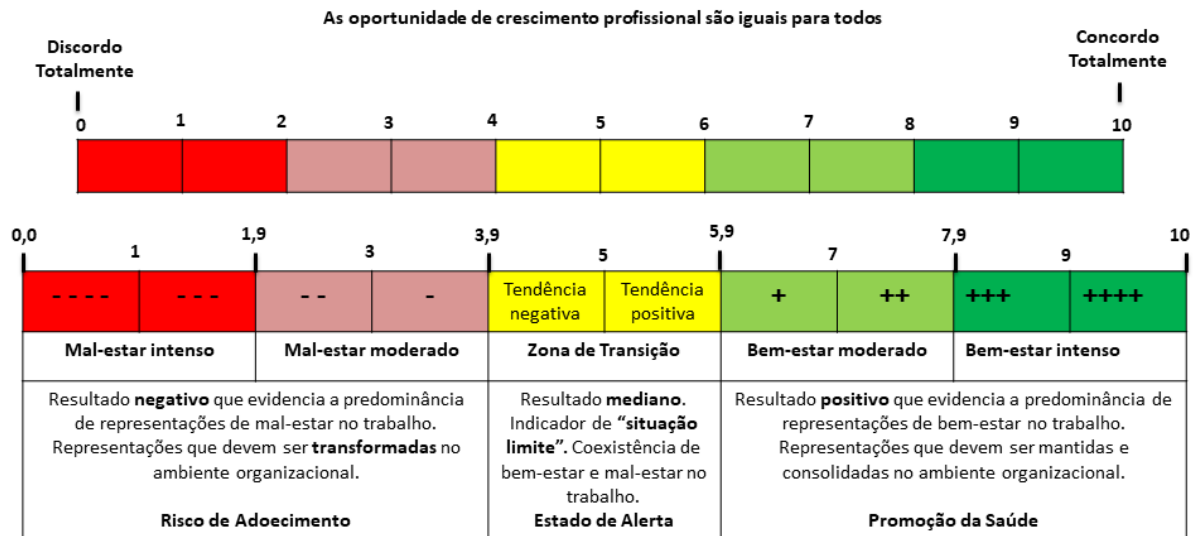 As oportunidade de crescimento profissional são iguais para todos
Discordo
Totalmente
Concordo
Totalmente
0 1 2 3 4 5 6 7 8 9 10
0,0 1 1,9 3 3,9 5 5,9 7 7,9 9 10
- - - - - - - - - - Tendência negativa Tendência positiva + ++ +++ ++++
Mal-estar intenso Mal-estar moderado Zona de Transição Bem-estar moderado Bem-estar intenso
Resultado negativo que evidencia a predominância
de representações de mal-estar no trabalho.
Representações que devem ser transformadas no
ambiente organizacional.
Risco de Adoecimento
Resultado mediano.
Indicador de “situação
limite”. Coexistência de
bem-estar e mal-estar no
trabalho.
Estado de Alerta
Resultado positivo que evidencia a predominância de
representações de bem-estar no trabalho.
Representações que devem ser mantidas e
consolidadas no ambiente organizacional.
Promoção da Saúde